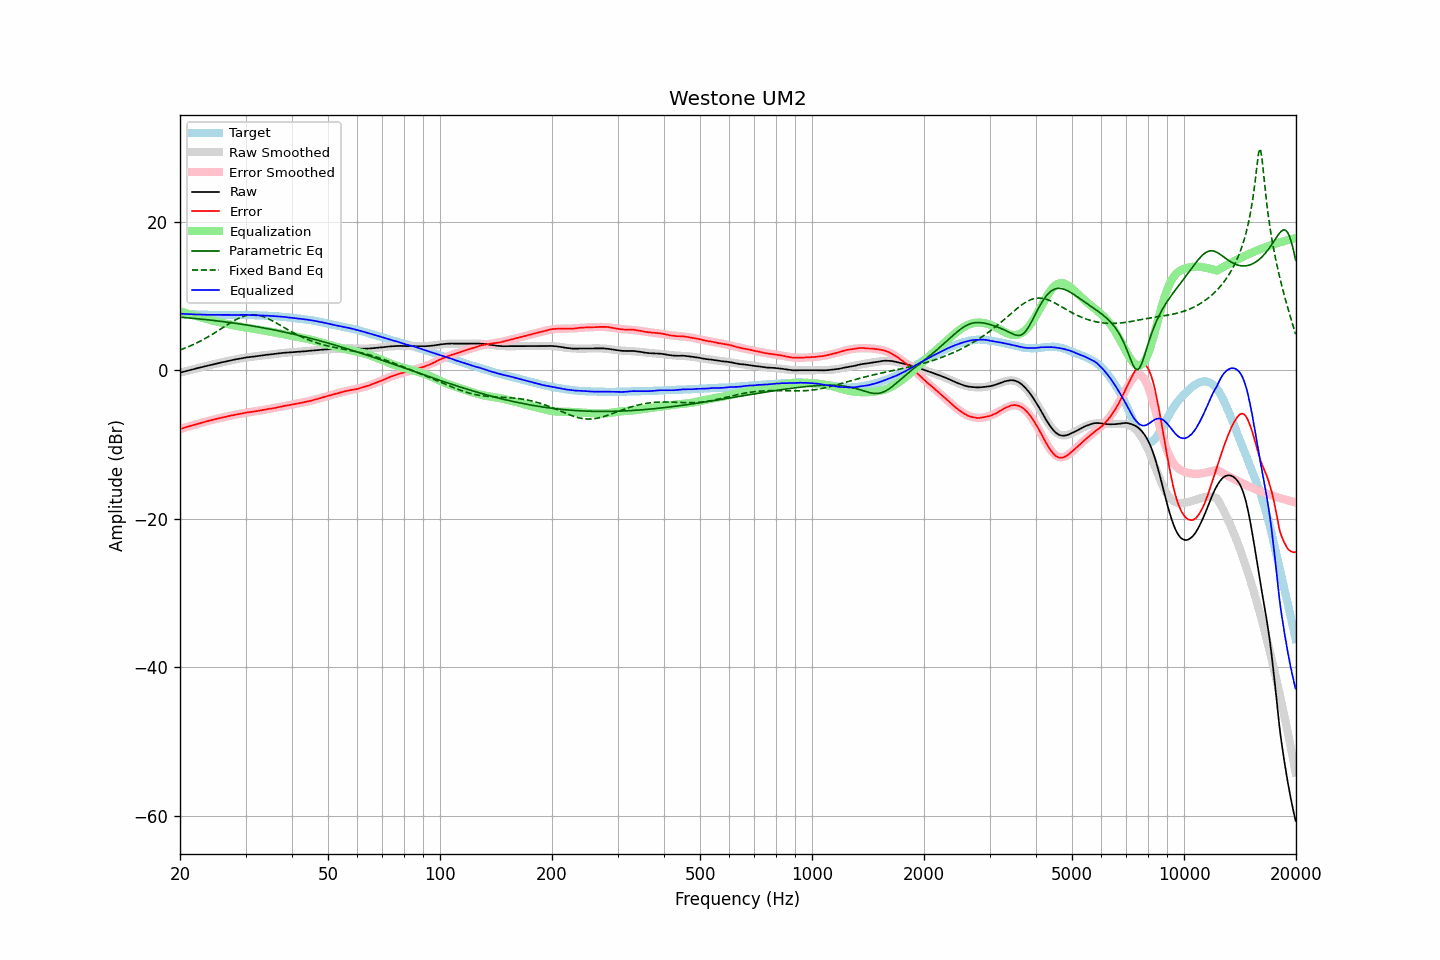 Westone UM2
Target
Raw Smoothed
Error Smoothed
Raw
Error
Equalization
Parametric Eq
Fixed Band Eq
Equalized
20
0
−20
−40
−60
Amplitude (dBr)
20 50 100 200 500 1000 2000 5000 10000 20000
Frequency (Hz)